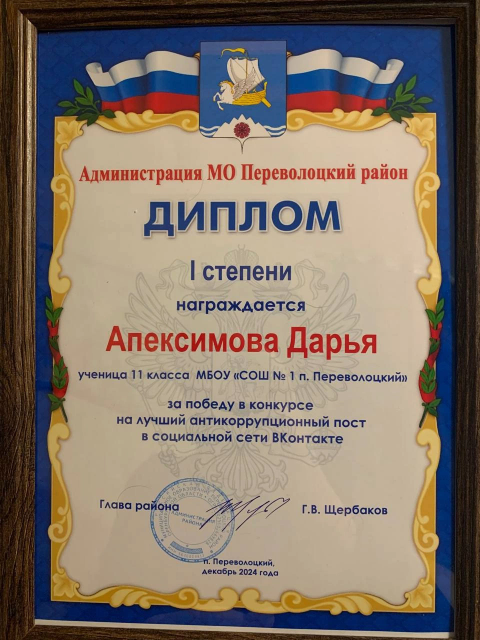 Администрация МО Переволоцкий район
ДИПЛОМ
I степени
награждается
Апексимова Дарья
ученица 11 класса МБОУ «СОШ № 1 п. Переволоцкий»
за победу в конкурсе
на лучший антикоррупционный пост
в социальной сети ВКонтакте
Глава района
Г.В. Щербаков
п. Переволоцкий,
декабрь 2024 года